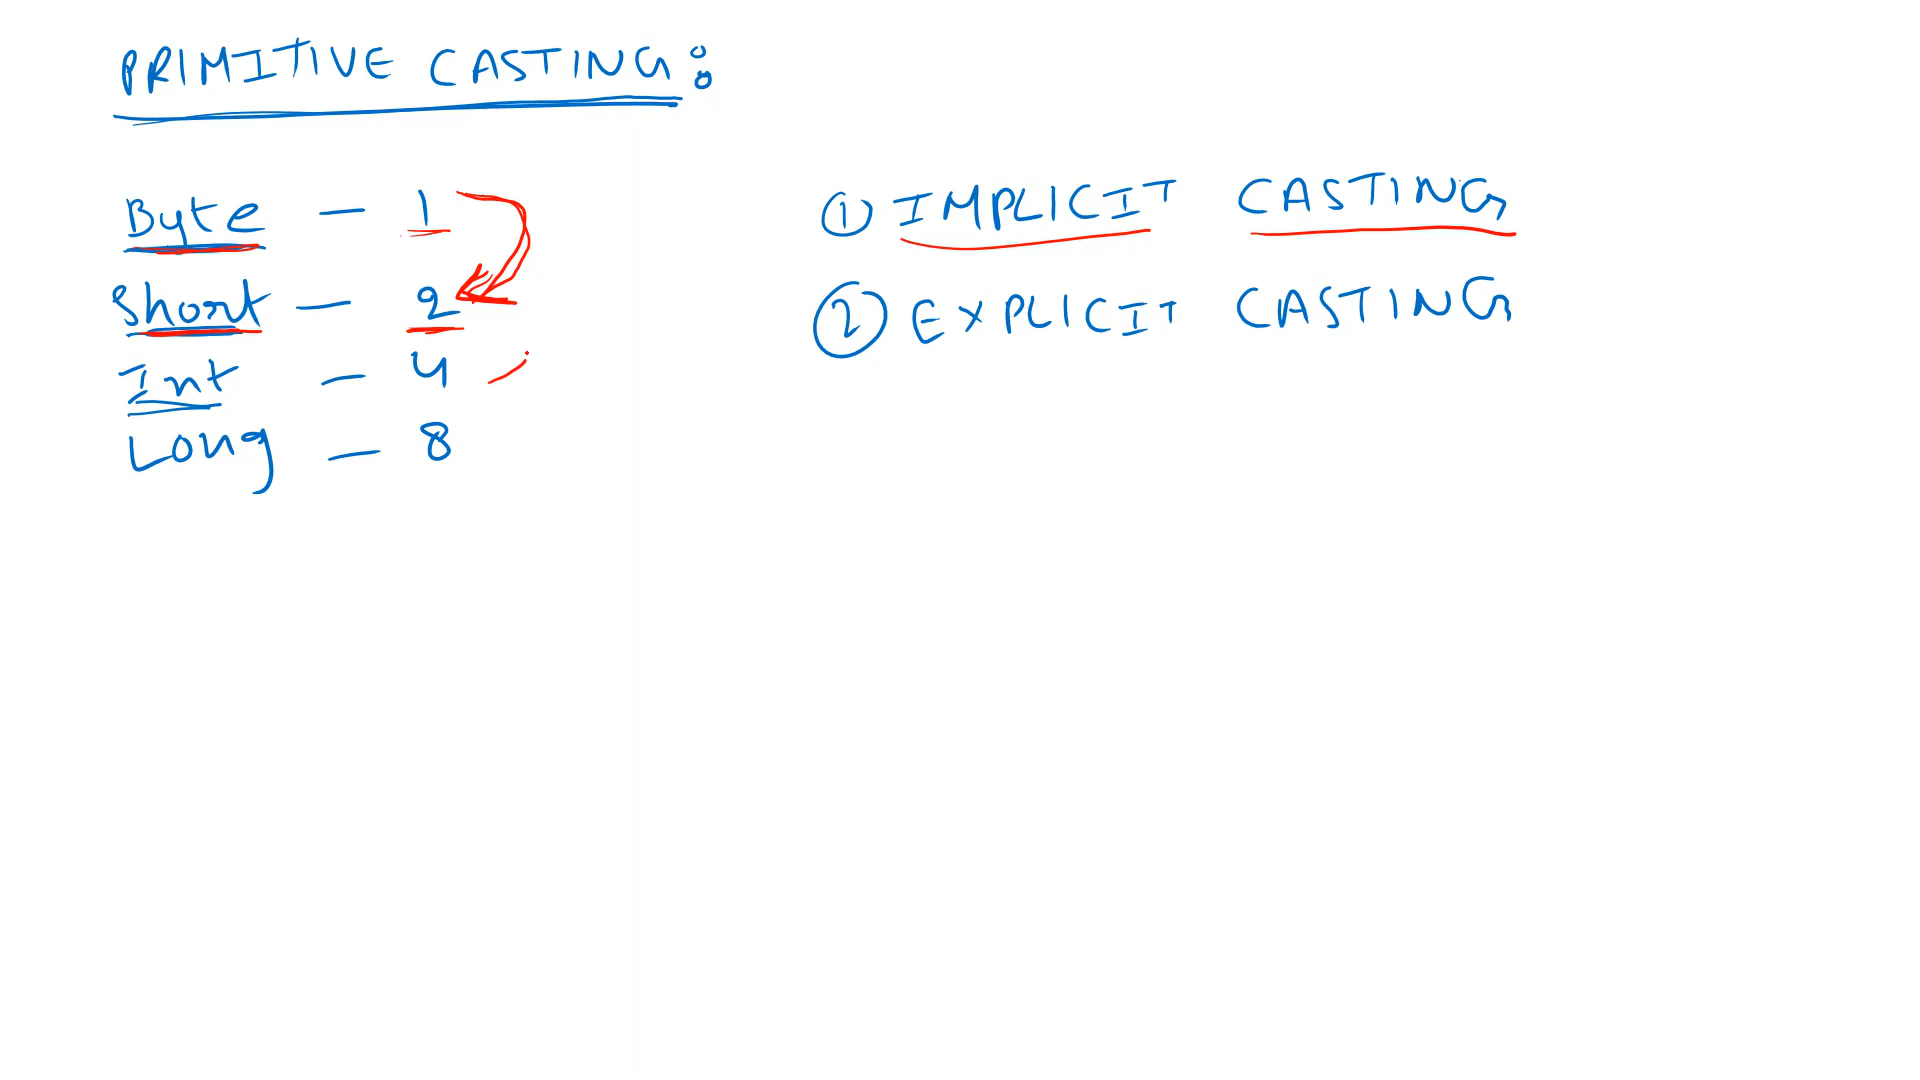 PRIMITIVE CASTING:
Byte - 1
Short - 2
Int - 4
Long - 8
① IMPLICIT CASTING
② EXPLICIT CASTING